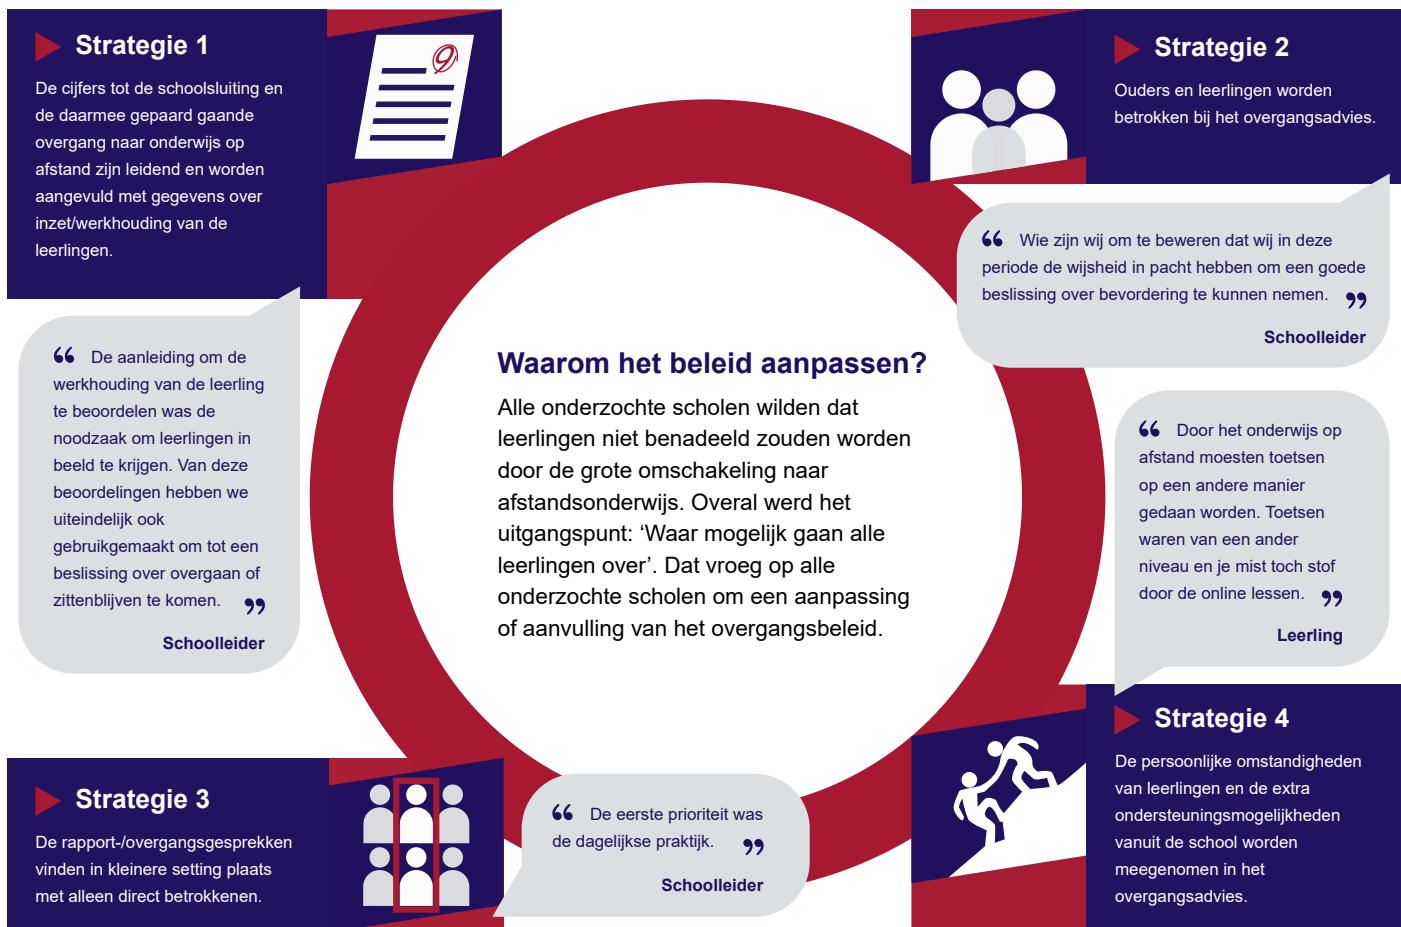 Strategie 1
De cijfers tot de schoolsluiting en
de daarmee gepaard gaande
overgang naar onderwijs op
afstand zijn leidend en worden
aangevuld met gegevens over
inzet/werkhouding van de
leerlingen.
9
Strategie 2
Ouders en leerlingen worden
betrokken bij het overgangsadvies.
“ Wie zijn wij om te beweren dat wij in deze
periode de wijsheid in pacht hebben om een goede
beslissing over bevordering te kunnen nemen. ”
Schoolleider
“ De aanleiding om de
werkhouding van de leerling
te beoordelen was de
noodzaak om leerlingen in
beeld te krijgen. Van deze
beoordelingen hebben we
uiteindelijk ook
gebruikgemaakt om tot een
beslissing over overgaan of
zittenblijven te komen. ”
Schoolleider
Waarom het beleid aanpassen?
Alle onderzochte scholen wilden dat
leerlingen niet benadeeld zouden worden
door de grote omschakeling naar
afstandsonderwijs. Overal werd het
uitgangspunt: ‘Waar mogelijk gaan alle
leerlingen over’. Dat vroeg op alle
onderzochte scholen om een aanpassing
of aanvulling van het overgangsbeleid.
“ Door het onderwijs op
afstand moesten toetsen
op een andere manier
gedaan worden. Toetsen
waren van een ander
niveau en je mist toch stof
door de online lessen. ”
Leerling
Strategie 3
De rapport-/overgangsgesprekken
vinden in kleinere setting plaats
met alleen direct betrokkenen.
“ De eerste prioriteit was
de dagelijkse praktijk. ”
Schoolleider
Strategie 4
De persoonlijke omstandigheden
van leerlingen en de extra
ondersteuningsmogelijkheden
vanuit de school worden
meegenomen in het
overgangsadvies.